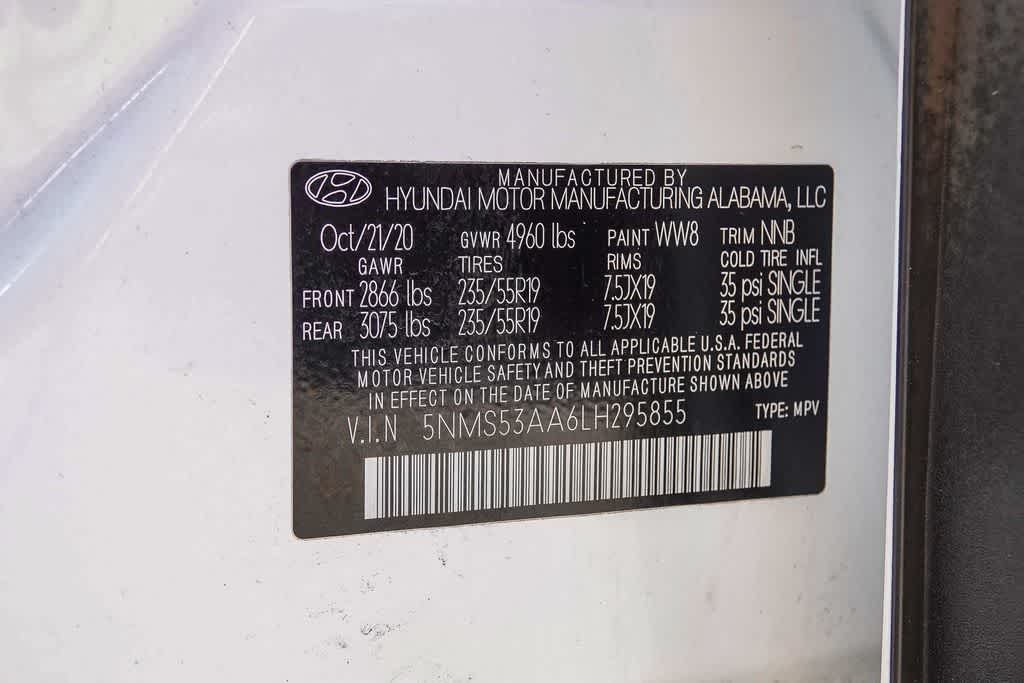 MANUFACTURED BY
HYUNDAI MOTOR MANUFACTURING ALABAMA, LLC
Oct/21/20 GVWR 4960 lbs PAINT WW8 TRIM NNB
GAWR TIRES RIMS COLD TIRE INFL
FRONT 2866 lbs 235/55R19 7.5JX19 35 psi SINGLE
REAR 3075 lbs 235/55R19 7.5JX19 35 psi SINGLE
THIS VEHICLE CONFORMS TO ALL APPLICABLE U.S.A. FEDERAL
MOTOR VEHICLE SAFETY AND THEFT PREVENTION STANDARDS
IN EFFECT ON THE DATE OF MANUFACTURE SHOWN ABOVE
V.I.N 5NMS53AA6LH295855 TYPE: MPV